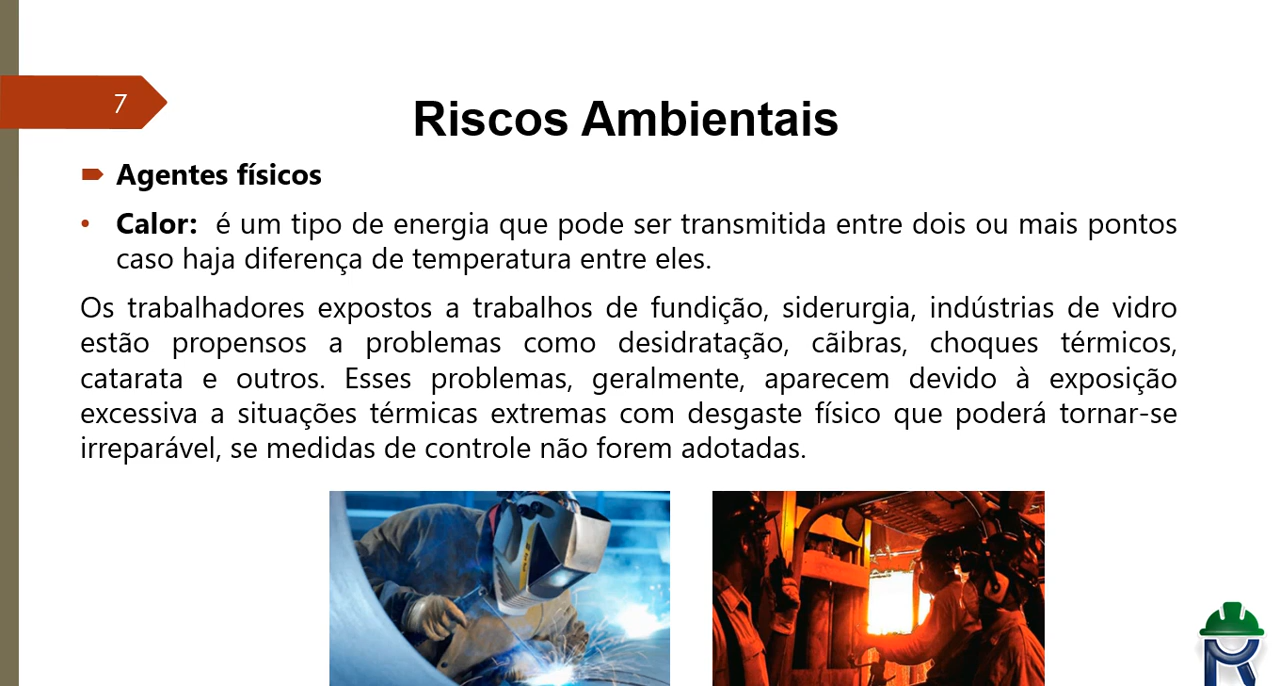 7
Riscos Ambientais
Agentes físicos
• Calor: é um tipo de energia que pode ser transmitida entre dois ou mais pontos
caso haja diferença de temperatura entre eles.
Os trabalhadores expostos a trabalhos de fundição, siderurgia, indústrias de vidro
estão propensos a problemas como desidratação, cãibras, choques térmicos,
catarata e outros. Esses problemas, geralmente, aparecem devido à exposição
excessiva a situações térmicas extremas com desgaste físico que poderá tornar-se
irreparável, se medidas de controle não forem adotadas.
R